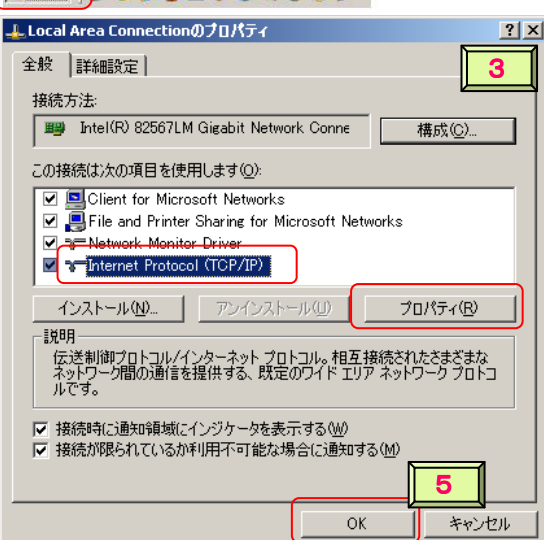 Local Area Connectionのプロパティ
3
全般
詳細設定
接続方法:
Intel(R) 82567LM Gigabit Network Conne
構成(C)...
この接続は次の項目を使用します(O):
Client for Microsoft Networks
File and Printer Sharing for Microsoft Networks
Network Monitor Driver
Internet Protocol (TCP/IP)
インストール(N)...
アンインストール(U)
プロパティ(R)
説明
伝送制御プロトコル/インターネット プロトコル。相互接続されたさまざまな
ネットワーク間の通信を提供する、既定のワイド エリア ネットワーク プロトコ
ルです。
接続時に通知領域にインジケータを表示する(W)
接続が限られているか利用不可能な場合に通知する(M)
5
OK
キャンセル